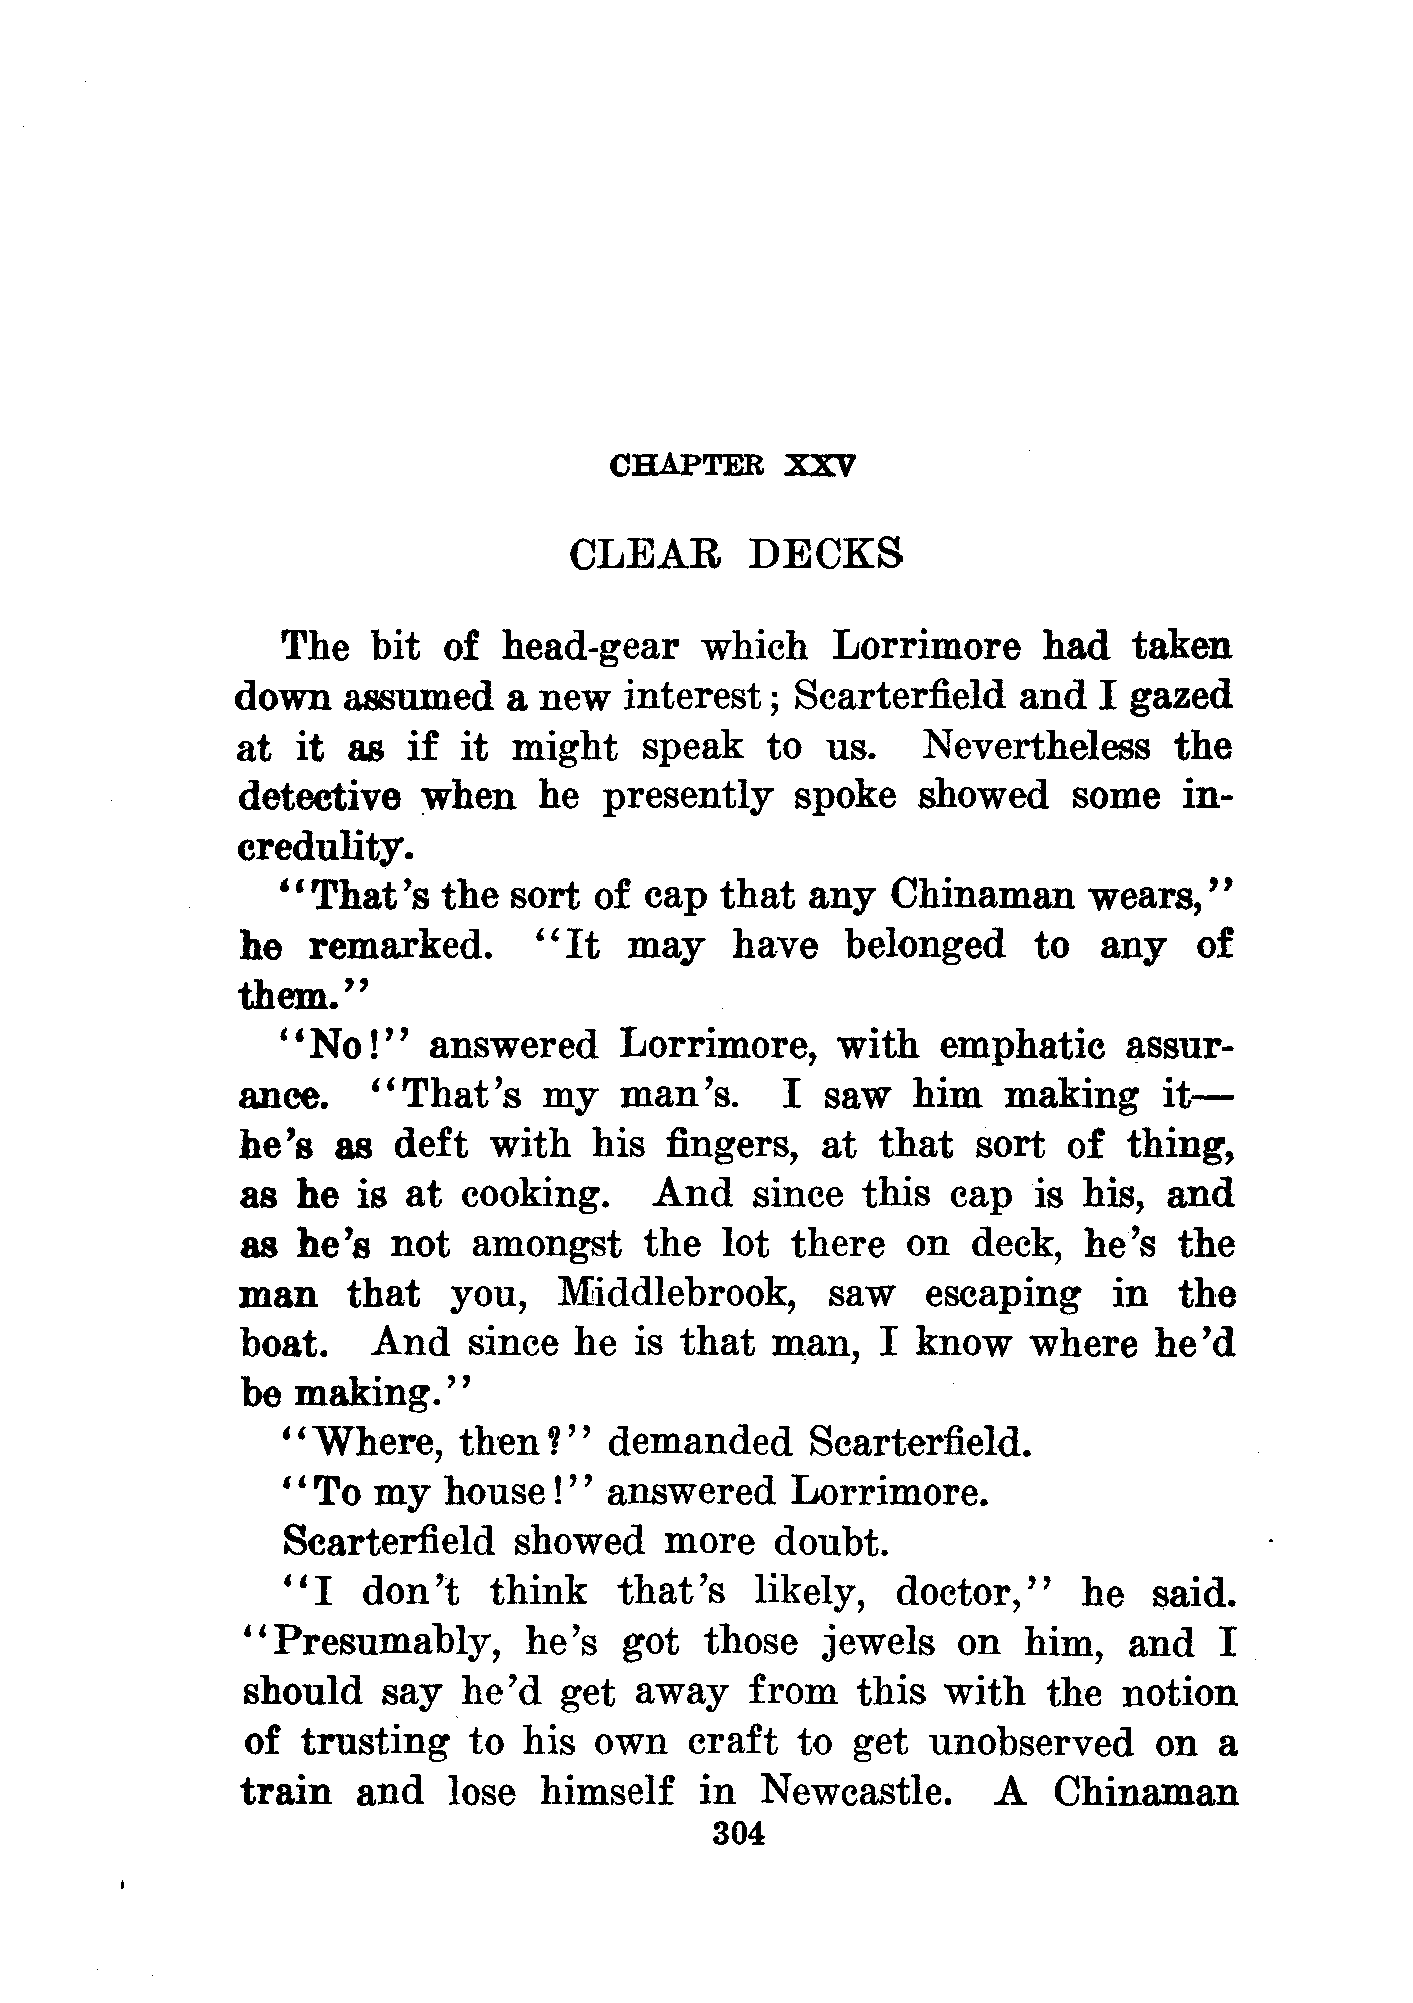 CHAPTER XXV
CLEAR DECKS
The bit of head-gear which Lorrimore had taken
down assumed a new interest; Scarterfield and I gazed
at it as if it might speak to us. Nevertheless the
detective when he presently spoke showed some in-
credulity.
"That's the sort of cap that any Chinaman wears,"
he remarked. "It may have belonged to any of
them."
"No!" answered Lorrimore, with emphatic assur-
ance. "That's my man's. I saw him making it—
he's as deft with his fingers, at that sort of thing,
as he is at cooking. And since this cap is his, and
as he's not amongst the lot there on deck, he's the
man that you, Middlebrook, saw escaping in the
boat. And since he is that man, I know where he'd
be making."
"Where, then?" demanded Scarterfield.
"To my house!" answered Lorrimore.
Scarterfield showed more doubt.
"I don't think that's likely, doctor," he said.
"Presumably, he's got those jewels on him, and I
should say he'd get away from this with the notion
of trusting to his own craft to get unobserved on a
train and lose himself in Newcastle. A Chinaman
304